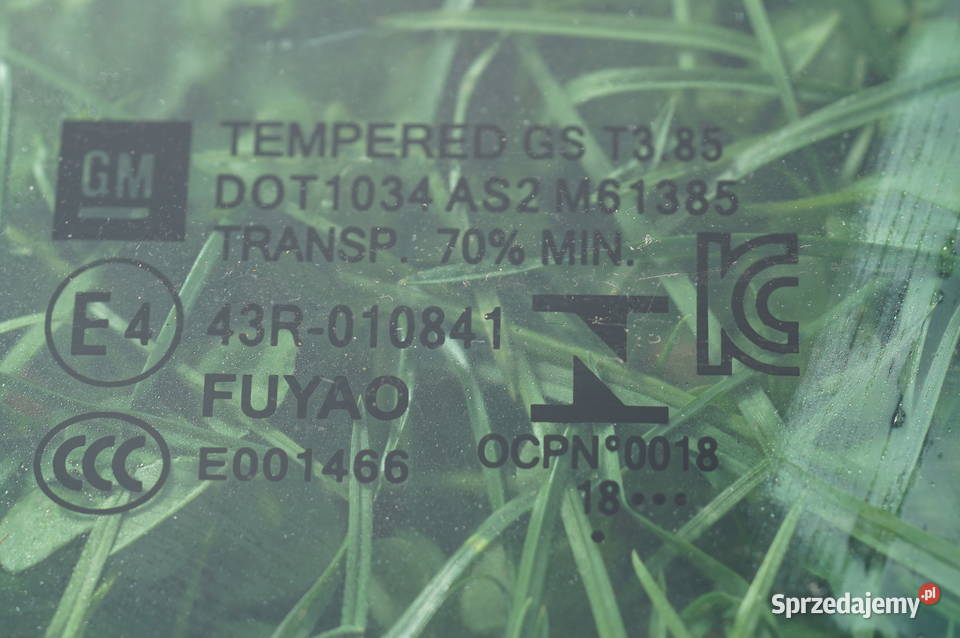 GM
TEMPERED GS T3.85
DOT1034 AS2 M61385
TRANSP. 70% MIN.
E4 43R-010841
FUYAO
CCC E001466
KC
OCPN°0018
18•••
•
Sprzedajemy.pl